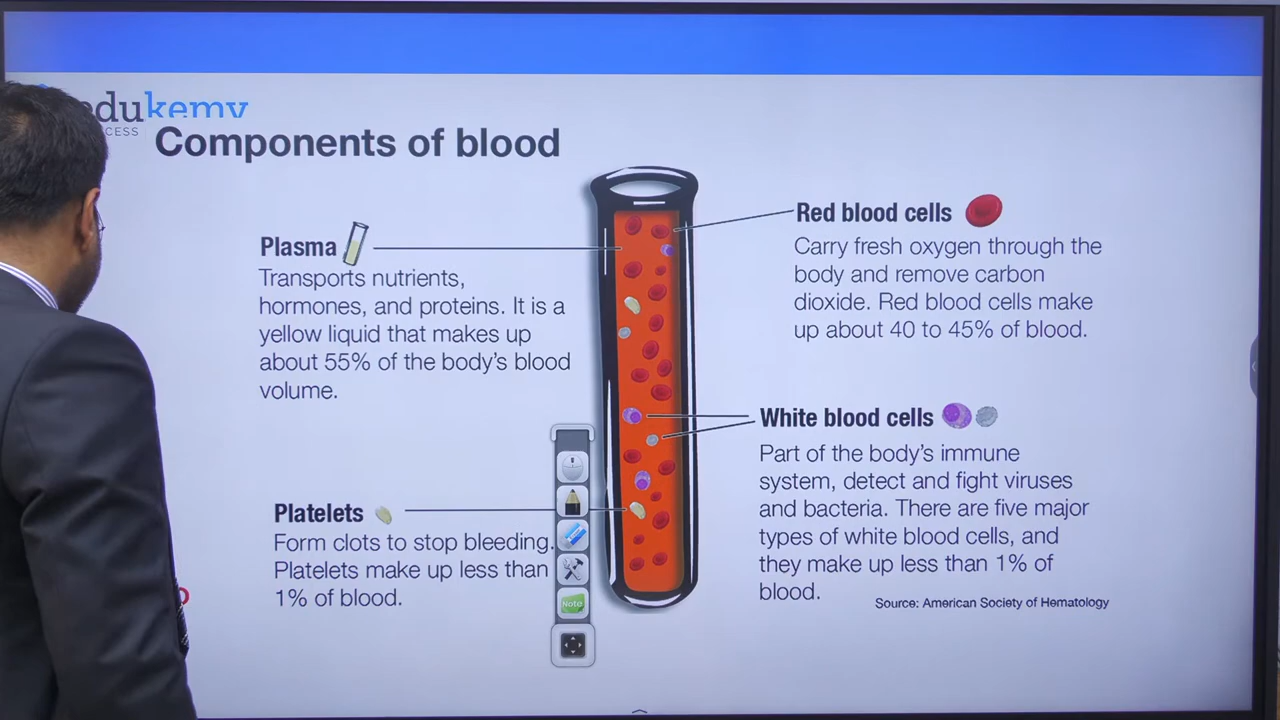 edukemy
CESS
Components of blood
Plasma
Transports nutrients,
hormones, and proteins. It is a
yellow liquid that makes up
about 55% of the body's blood
volume.
Platelets
Form clots to stop bleeding.
Platelets make up less than
1% of blood.
Red blood cells
Carry fresh oxygen through the
body and remove carbon
dioxide. Red blood cells make
up about 40 to 45% of blood.
White blood cells
Part of the body's immune
system, detect and fight viruses
and bacteria. There are five major
types of white blood cells, and
they make up less than 1% of
blood.
Source: American Society of Hematology
Note